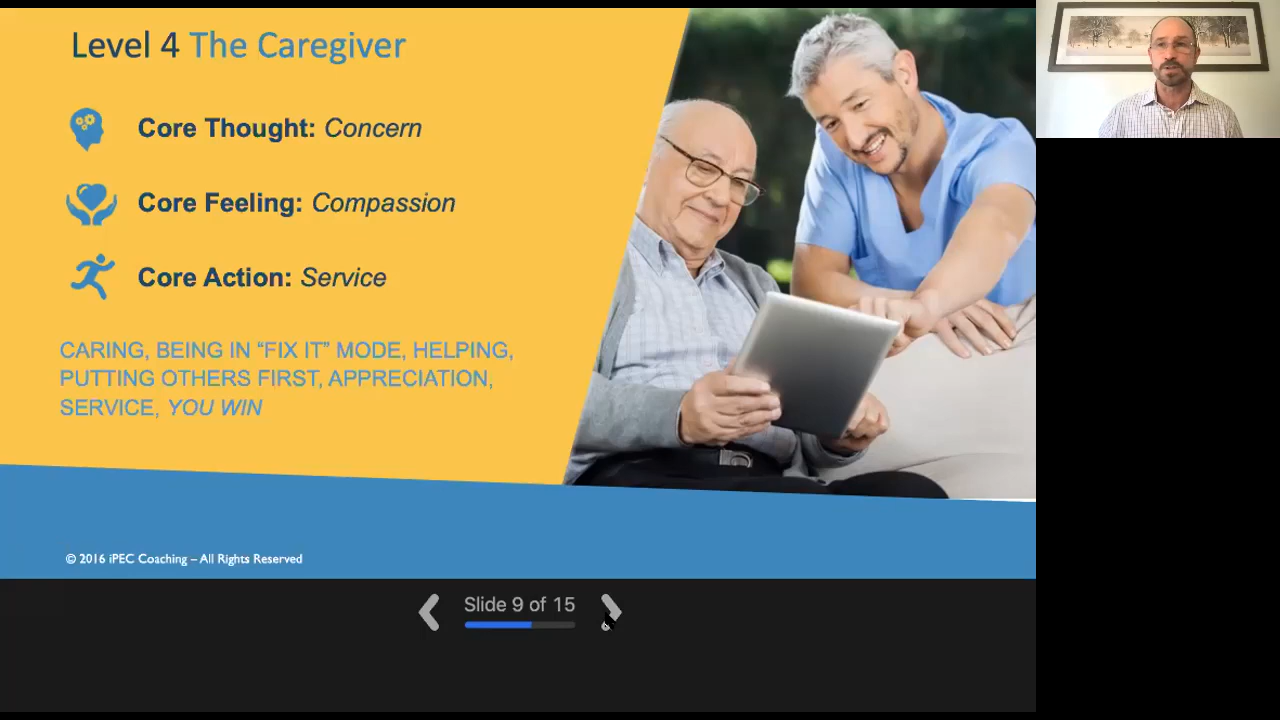 Level 4 The Caregiver
Core Thought: Concern
Core Feeling: Compassion
Core Action: Service
CARING, BEING IN “FIX IT” MODE, HELPING,
PUTTING OTHERS FIRST, APPRECIATION,
SERVICE, YOU WIN
© 2016 iPEC Coaching – All Rights Reserved
Slide 9 of 15